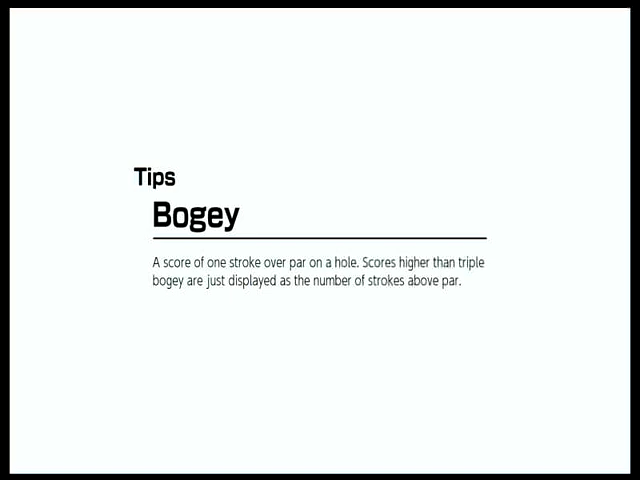 Tips
Bogey
A score of one stroke over par on a hole. Scores higher than triple
bogey are just displayed as the number of strokes above par.